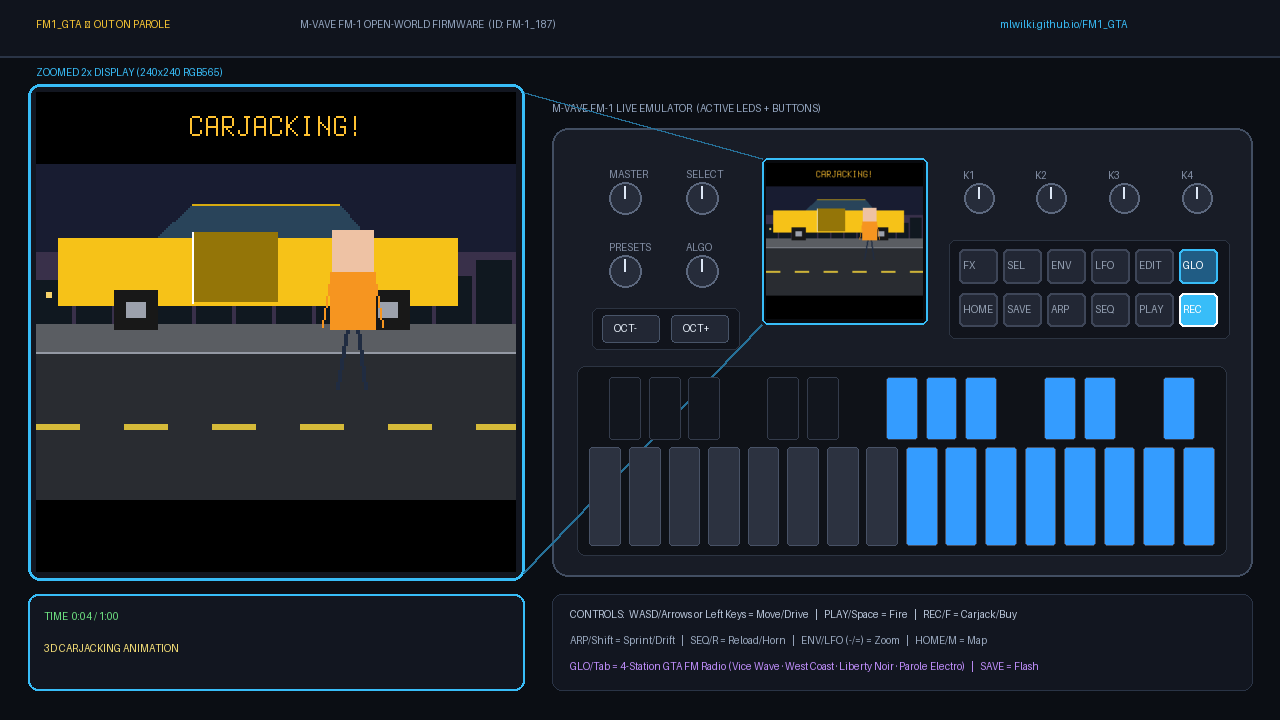 FM1_GTA ▯ OUT ON PAROLE
M-VAVE FM-1 OPEN-WORLD FIRMWARE (ID: FM-1_187)
mlwilki.github.io/FM1_GTA
ZOOMED 2x DISPLAY (240x240 RGB565)
M-VAVE FM-1 LIVE EMULATOR (ACTIVE LEDS + BUTTONS)
CARJACKING!
CARJACKING!
MASTER
SELECT
K1
K2
K3
K4
PRESETS
ALGO
FX
SEL
ENV
LFO
EDIT
GLO
HOME
SAVE
ARP
SEQ
PLAY
REC
OCT-
OCT+
TIME 0:04 / 1:00
3D CARJACKING ANIMATION
CONTROLS: WASD/Arrows or Left Keys = Move/Drive | PLAY/Space = Fire | REC/F = Carjack/Buy
ARP/Shift = Sprint/Drift | SEQ/R = Reload/Horn | ENV/LFO (-/=) = Zoom | HOME/M = Map
GLO/Tab = 4-Station GTA FM Radio (Vice Wave · West Coast · Liberty Noir · Parole Electro) | SAVE = Flash